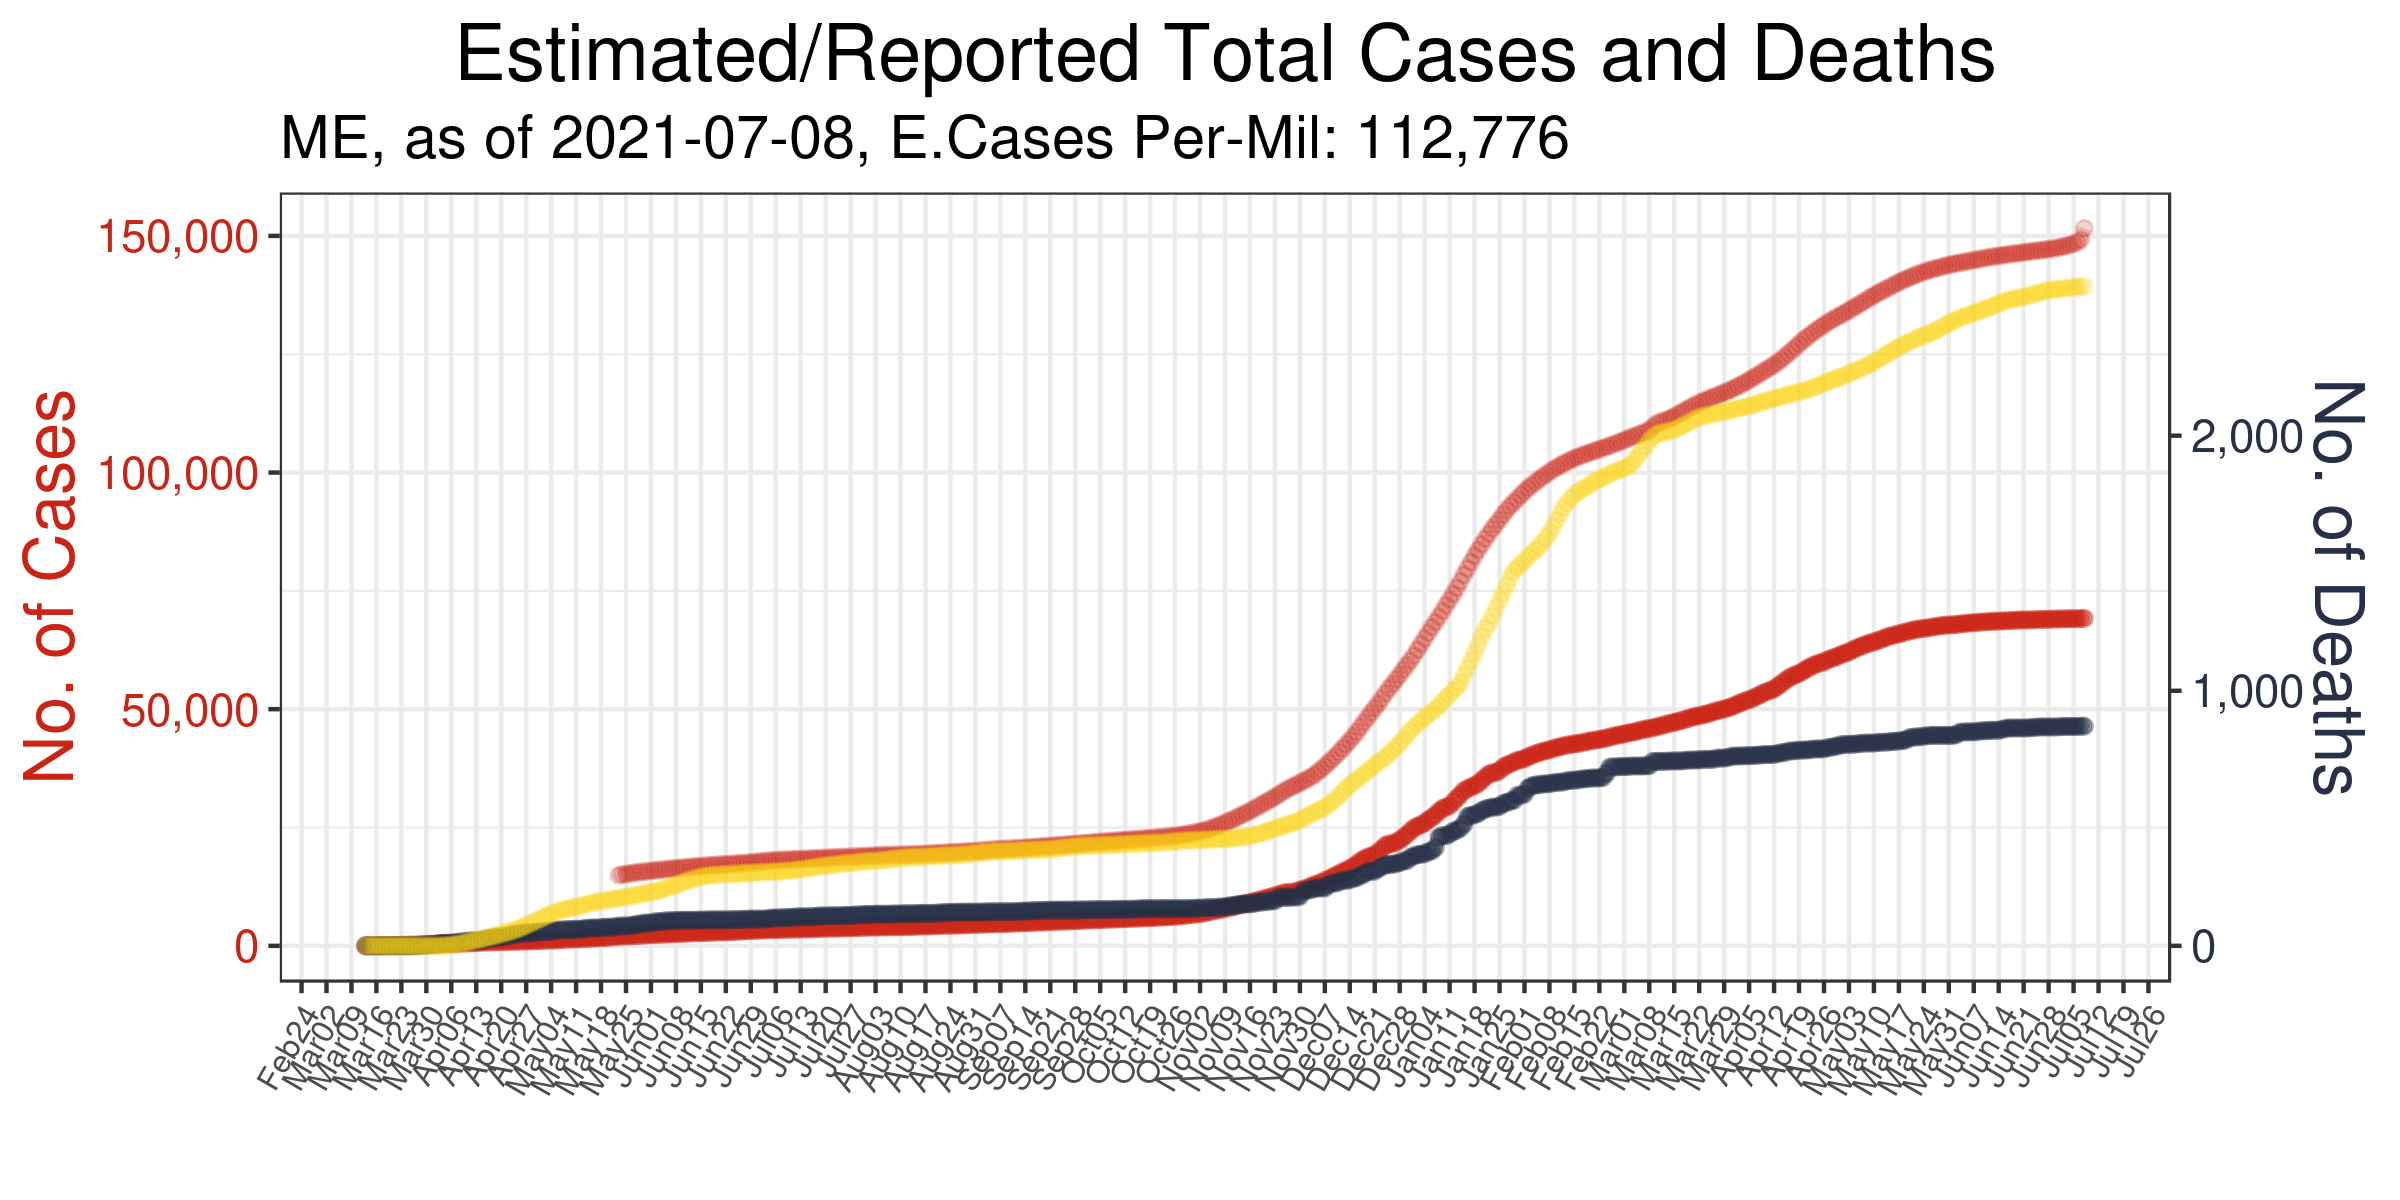 Estimated/Reported Total Cases and Deaths
ME, as of 2021-07-08, E.Cases Per-Mil: 112,776
No. of Cases
150,000
100,000
50,000
0
2,000
1,000
0
No. of Deaths
Feb24
Mar02
Mar09
Mar16
Mar23
Mar30
Apr06
Apr13
Apr20
Apr27
May04
May11
May18
May25
Jun01
Jun08
Jun15
Jun22
Jun29
Jul06
Jul13
Jul20
Jul27
Aug03
Aug10
Aug17
Aug24
Aug31
Sep07
Sep14
Sep21
Sep28
Oct05
Oct12
Oct19
Oct26
Nov02
Nov09
Nov16
Nov23
Nov30
Dec07
Dec14
Dec21
Dec28
Jan04
Jan11
Jan18
Jan25
Feb01
Feb08
Feb15
Feb22
Mar01
Mar08
Mar15
Mar22
Mar29
Apr05
Apr12
Apr19
Apr26
May03
May10
May17
May24
May31
Jun07
Jun14
Jun21
Jun28
Jul05
Jul12
Jul19
Jul26